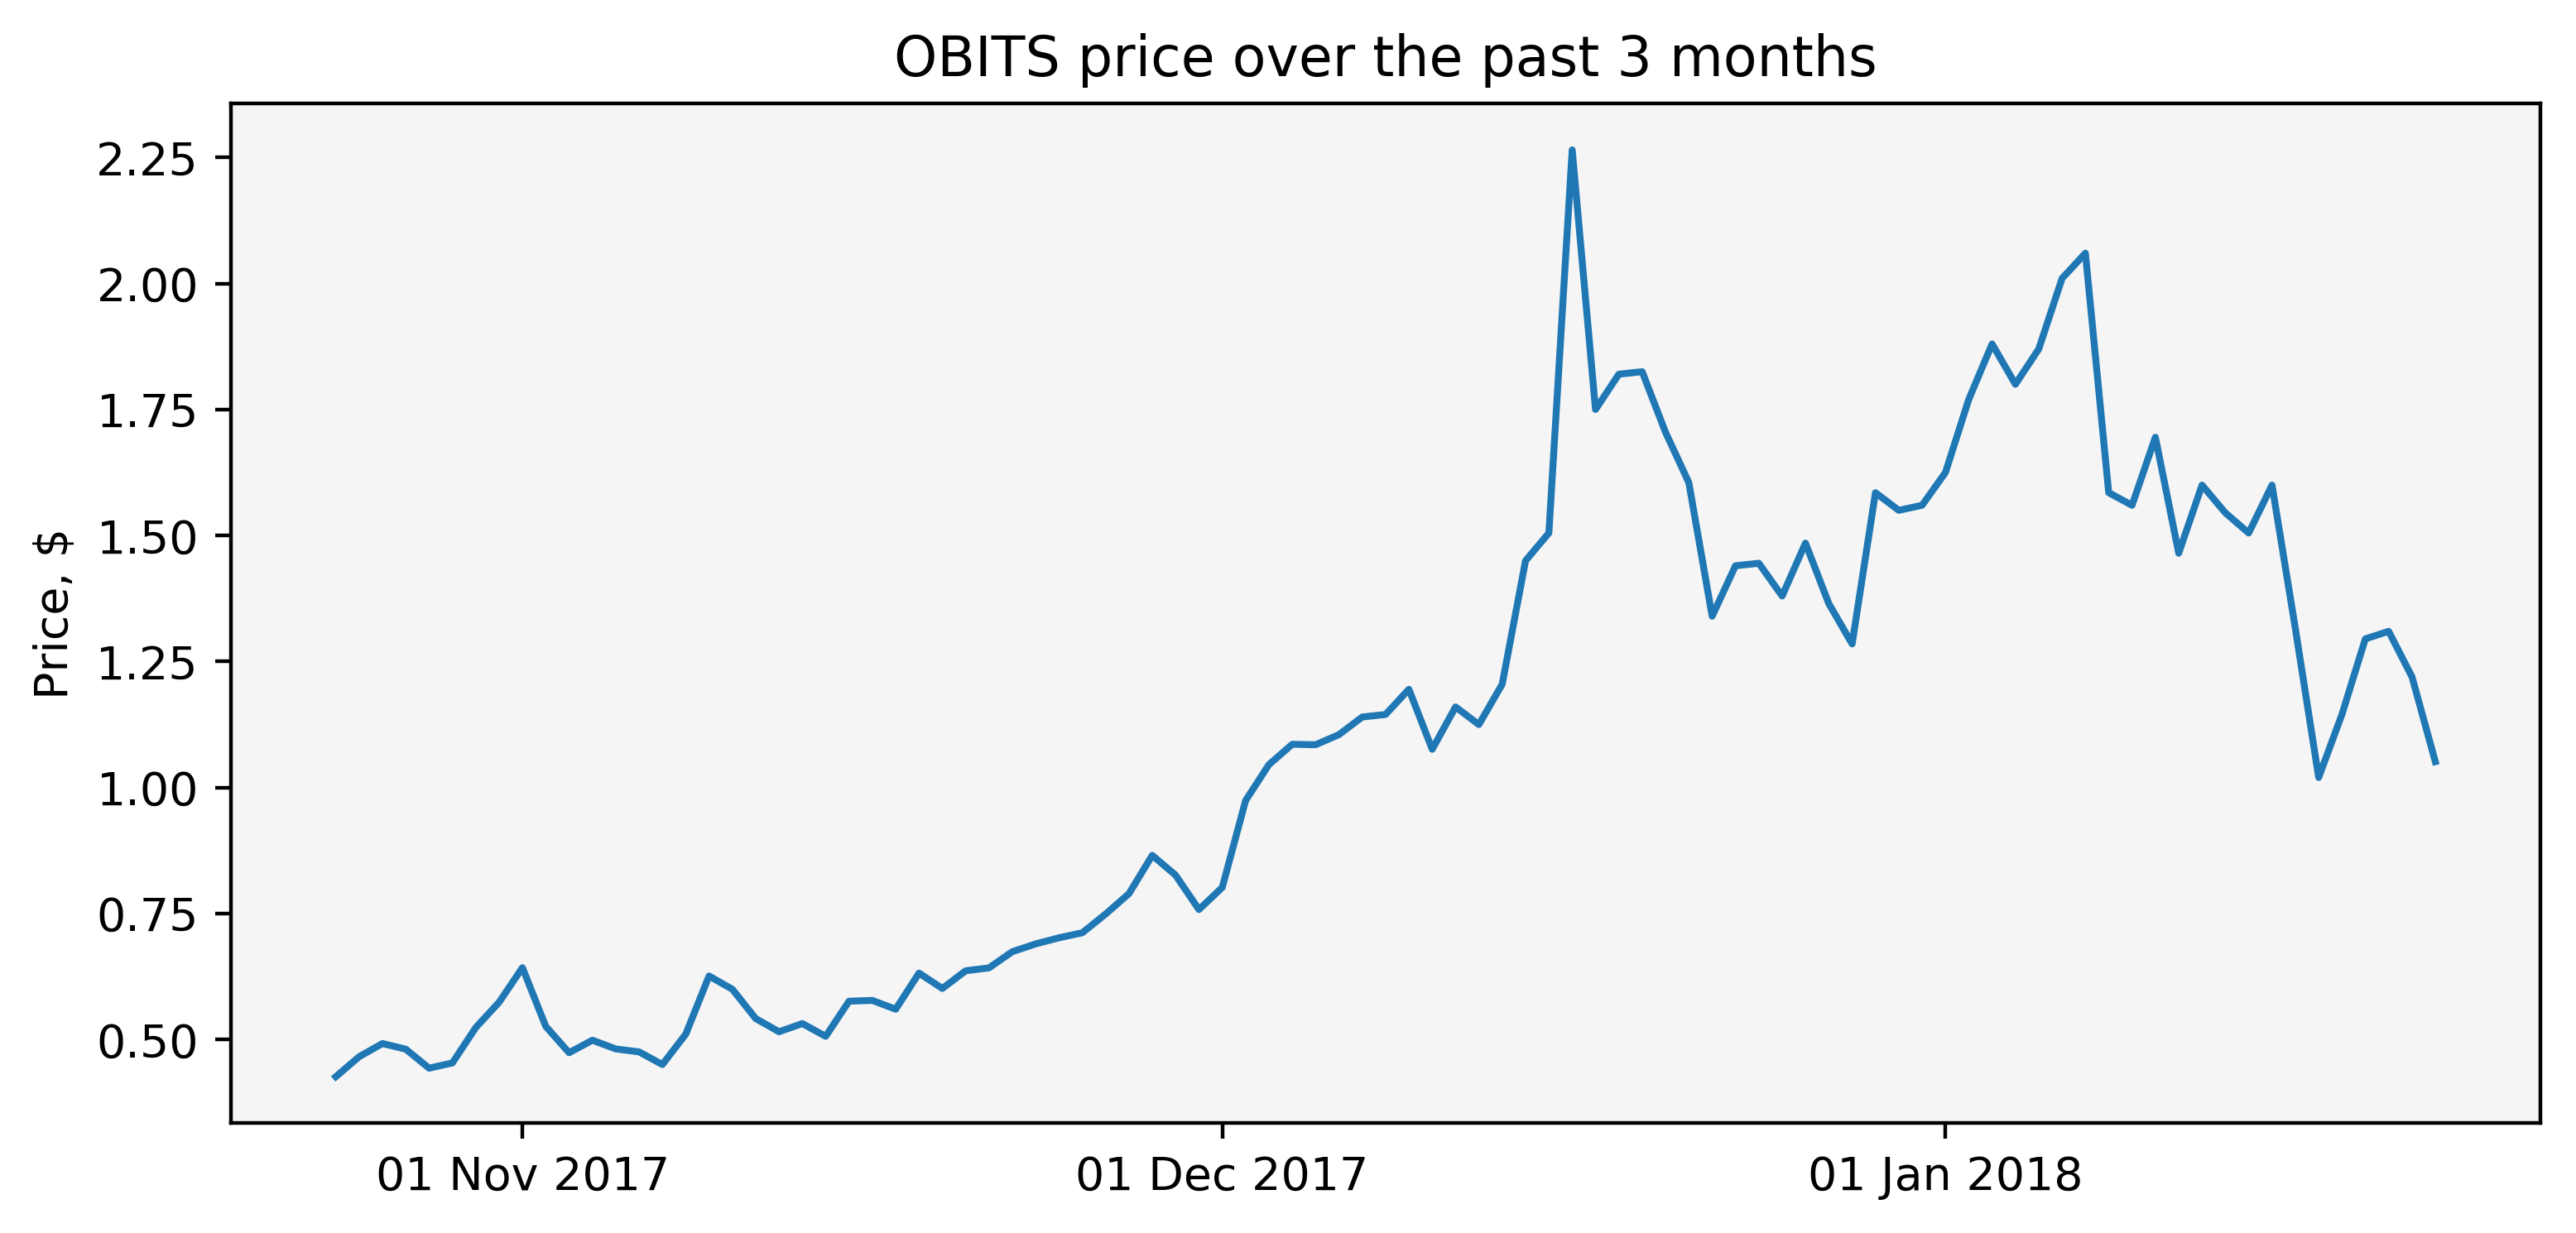 OBITS price over the past 3 months
Price, $
2.25
2.00
1.75
1.50
1.25
1.00
0.75
0.50
01 Nov 2017
01 Dec 2017
01 Jan 2018